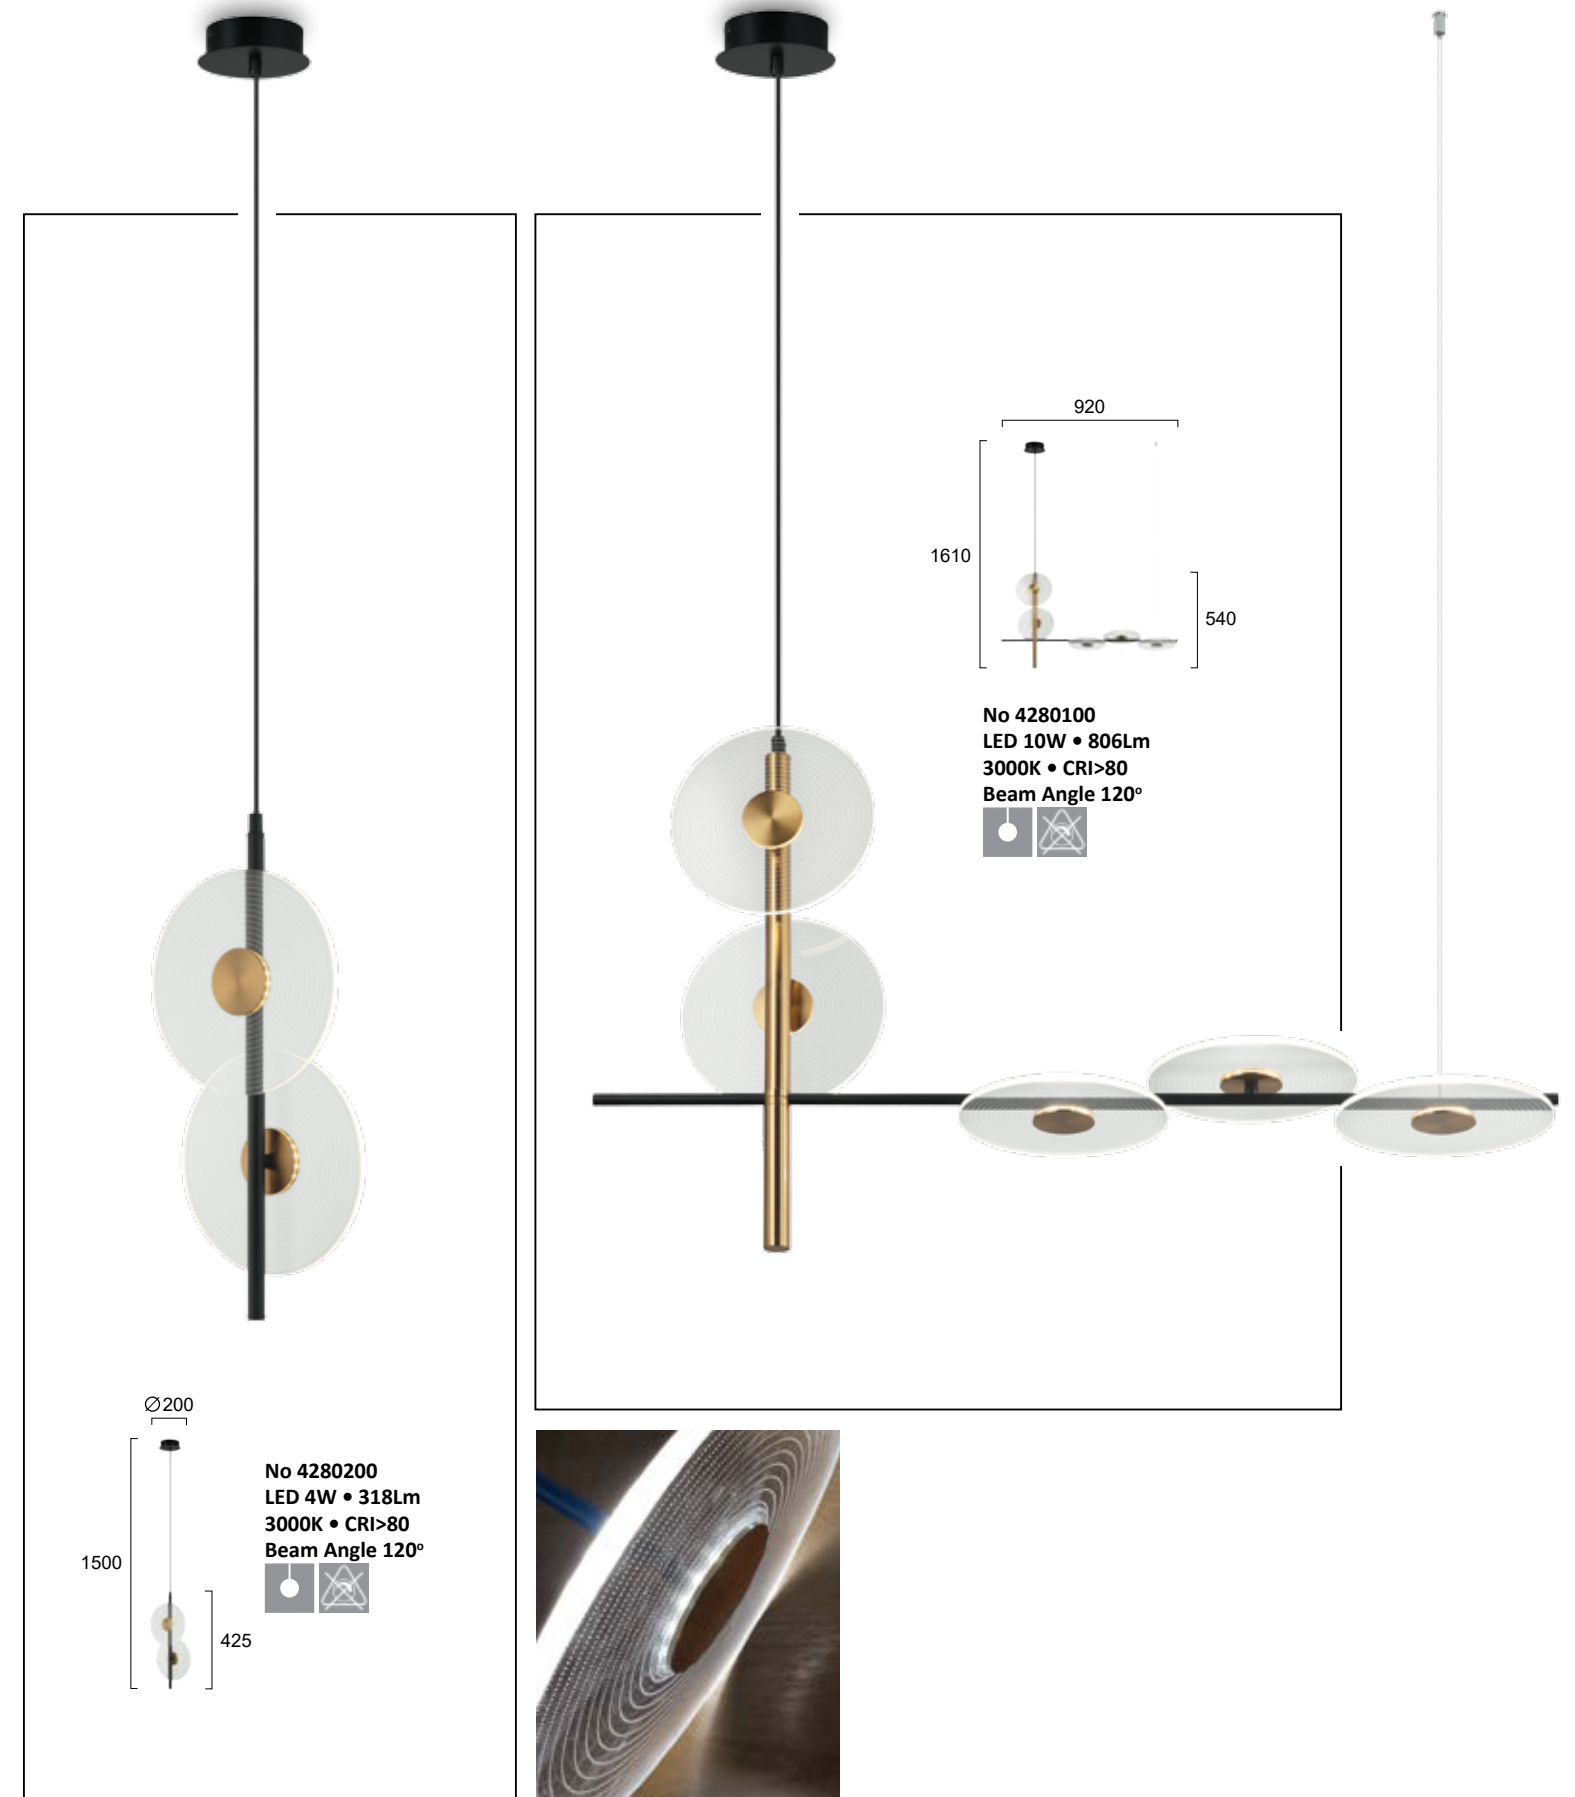 920
1610
540
No 4280100
LED 10W • 806Lm
3000K • CRI>80
Beam Angle 120°
∅200
1500
425
No 4280200
LED 4W • 318Lm
3000K • CRI>80
Beam Angle 120°